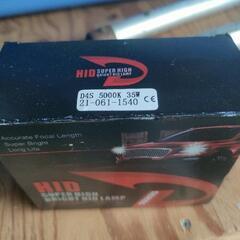 HID SUPER HIGH
BRIGHT HID LAMP
D4S 5000K 35W
21-061-1540 CE
Accurate Focal Length
Super Bright
Long Life
HID SUPER HIGH
BRIGHT HID LAMP